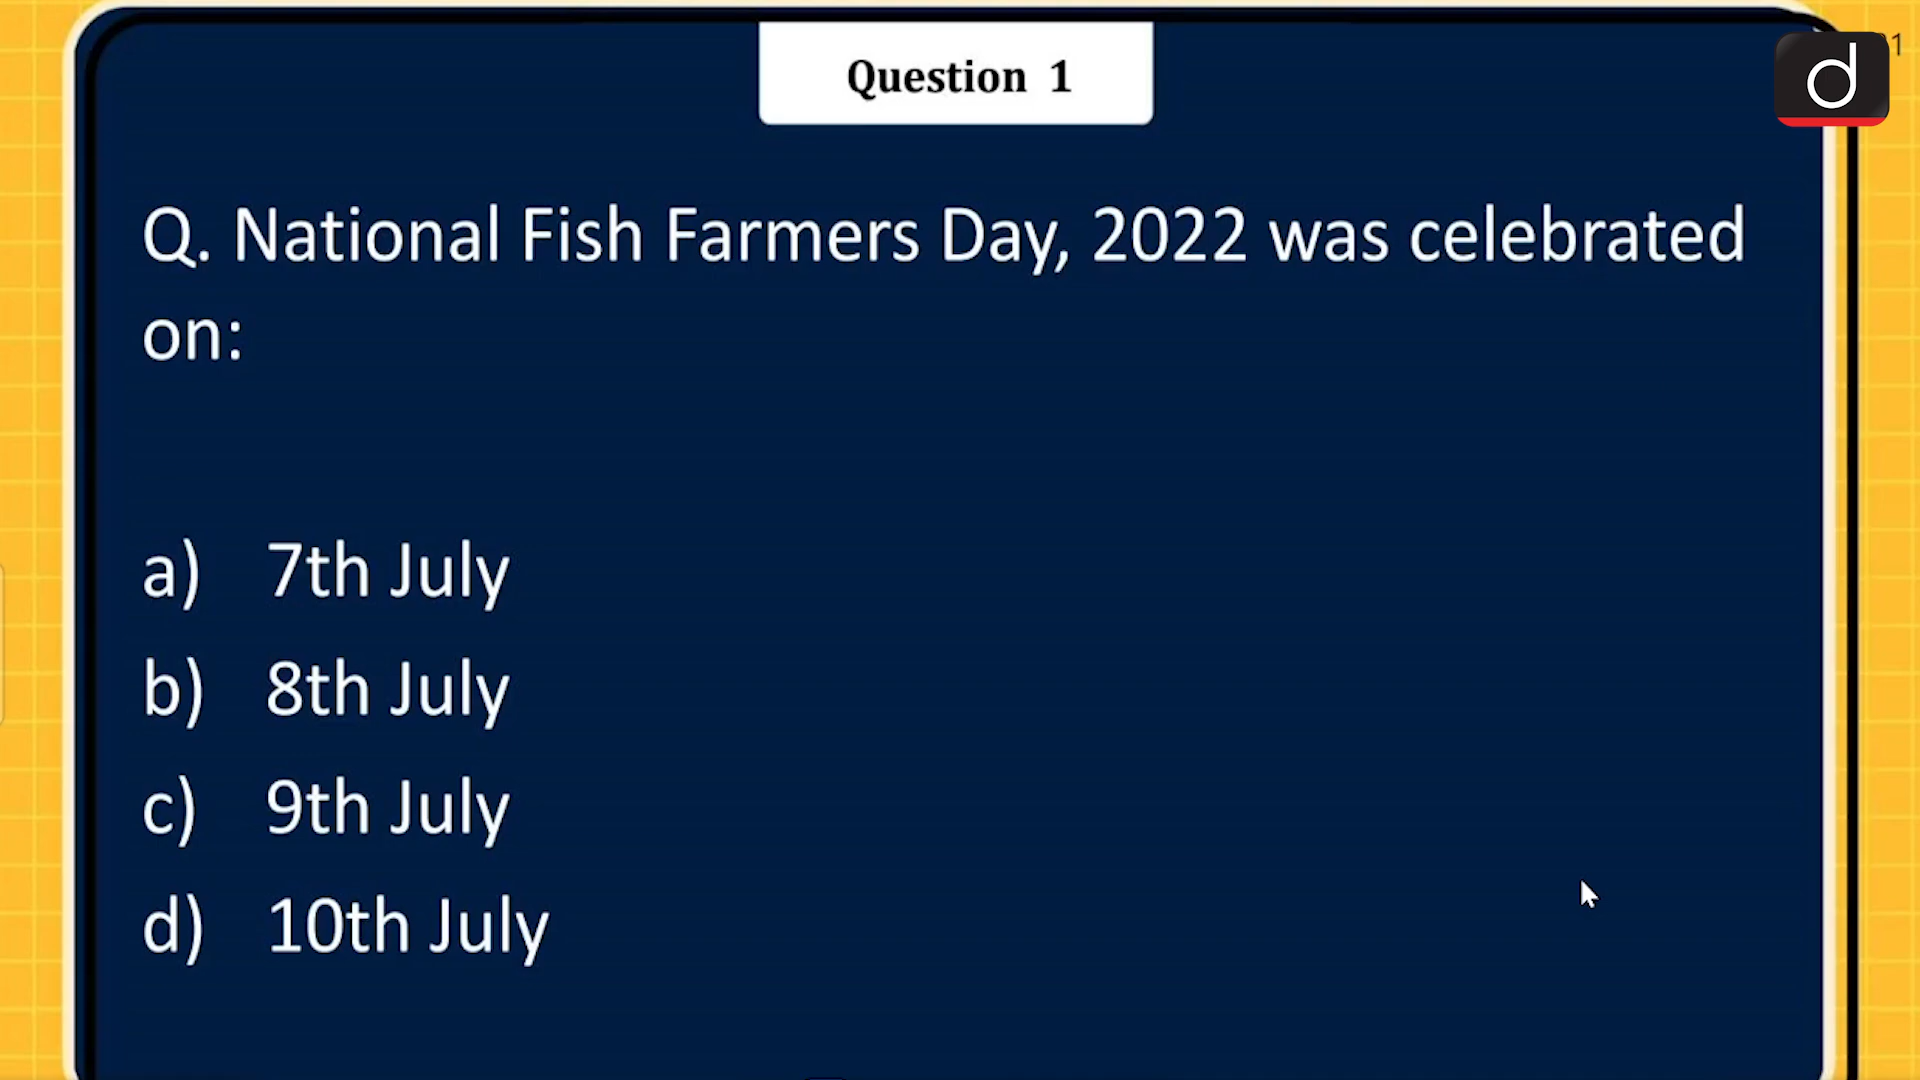 Question 1
Q. National Fish Farmers Day, 2022 was celebrated
on:
a) 7th July
b) 8th July
c) 9th July
d) 10th July
d